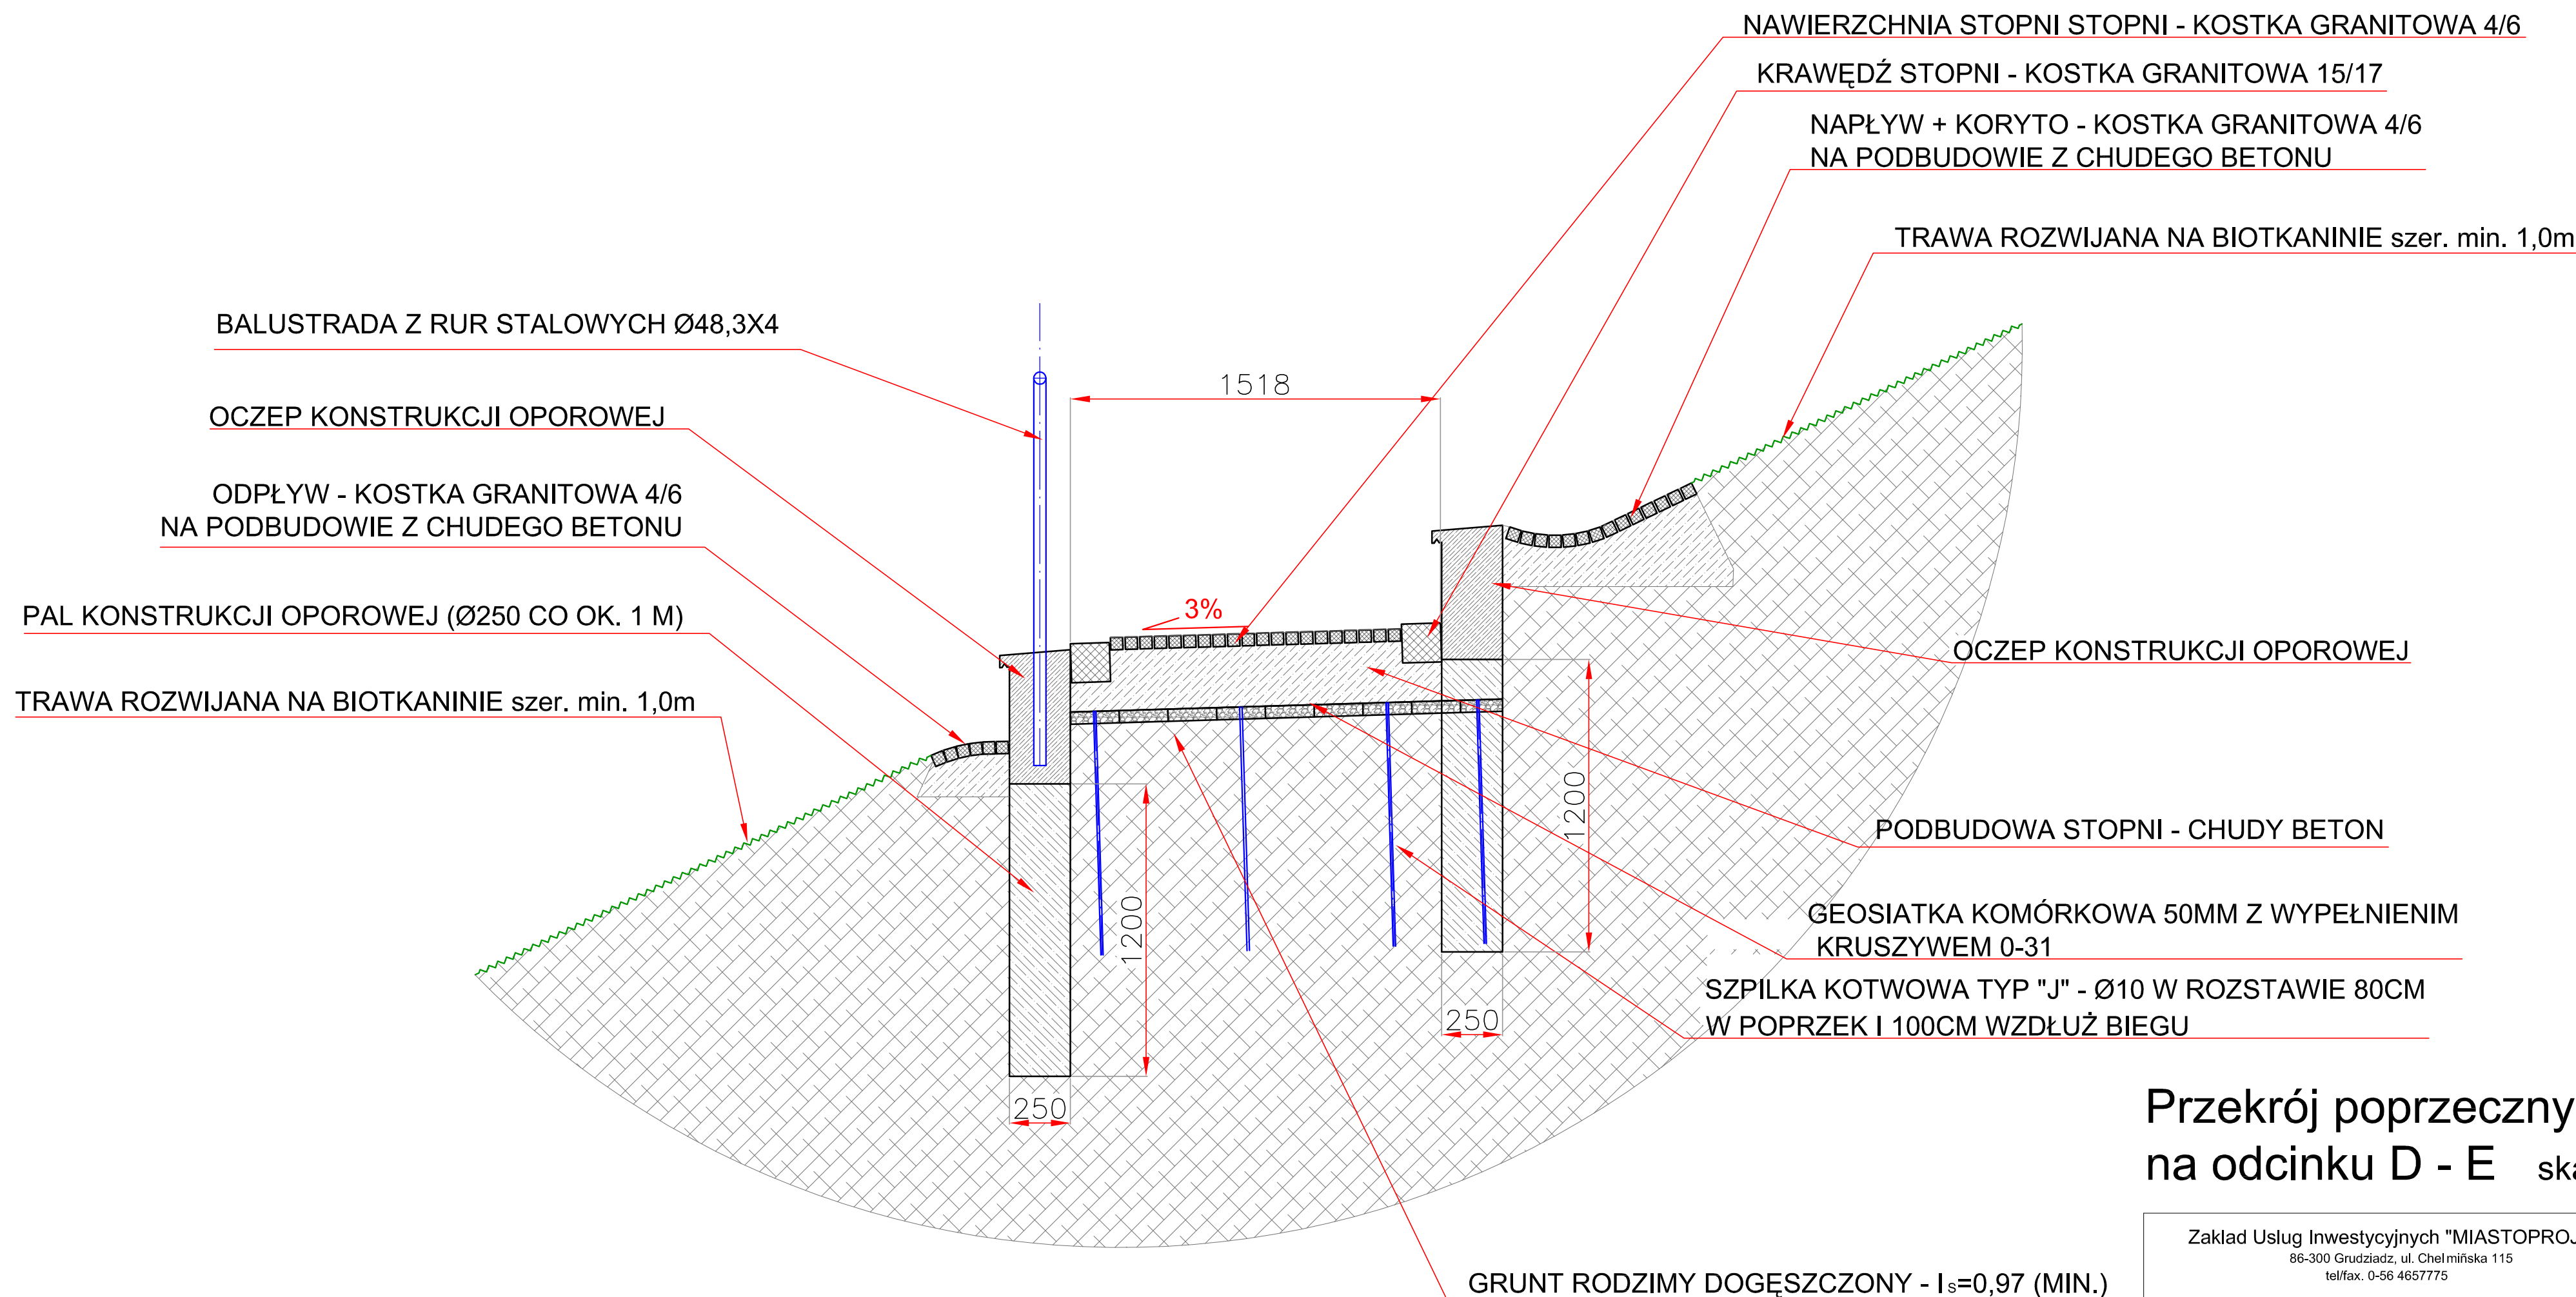 NAWIERZCHNIA STOPNI STOPNI - KOSTKA GRANITOWA 4/6
KRAWĘDŹ STOPNI - KOSTKA GRANITOWA 15/17
NAPŁYW + KORYTO - KOSTKA GRANITOWA 4/6
NA PODBUDOWIE Z CHUDEGO BETONU
TRAWA ROZWIJANA NA BIOTKANINIE szer. min. 1,0m
BALUSTRADA Z RUR STALOWYCH Ø48,3X4
1518
OCZEP KONSTRUKCJI OPOROWEJ
ODPŁYW - KOSTKA GRANITOWA 4/6
NA PODBUDOWIE Z CHUDEGO BETONU
PAL KONSTRUKCJI OPOROWEJ (Ø250 CO OK. 1 M)
3%
OCZEP KONSTRUKCJI OPOROWEJ
TRAWA ROZWIJANA NA BIOTKANINIE szer. min. 1,0m
1200
PODBUDOWA STOPNI - CHUDY BETON
1200
GEOSIATKA KOMÓRKOWA 50MM Z WYPEŁNIENIM
KRUSZYWEM 0-31
SZPILKA KOTWOWA TYP "J" - Ø10 W ROZSTAWIE 80CM
W POPRZEK I 100CM WZDŁUŻ BIEGU
250
250
Przekrój poprzeczny
na odcinku D - E ska
Zaklad Uslug Inwestycyjnych "MIASTOPROJ
86-300 Grudziadz, ul. Chelmińska 115
tel/fax. 0-56 4657775
GRUNT RODZIMY DOGĘSZCZONY - Is=0,97 (MIN.)